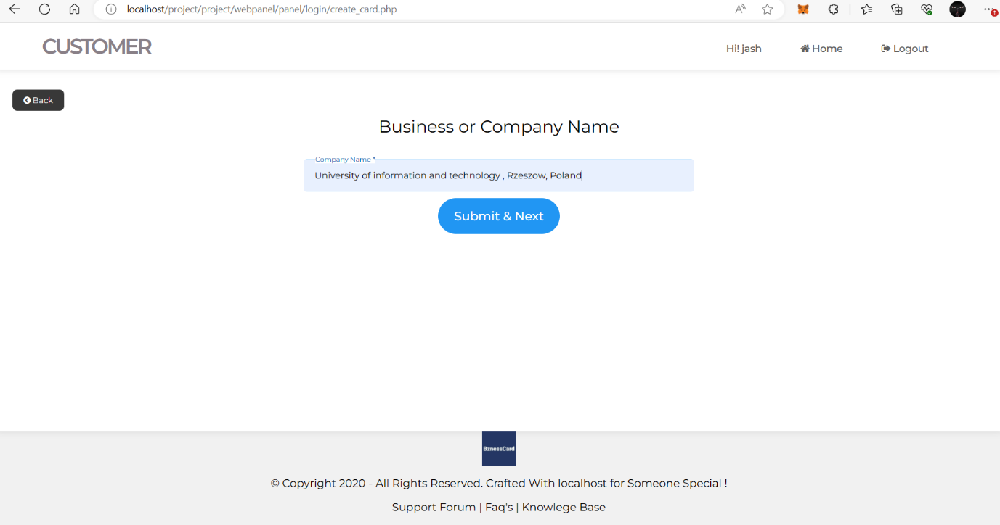 localhost/project/project/webpanel/panel/login/create_card.php
CUSTOMER
Hi! jash
Home
Logout
Back
Business or Company Name
Company Name *
University of information and technology , Rzeszow, Poland
Submit & Next
BznessCard
© Copyright 2020 - All Rights Reserved. Crafted With localhost for Someone Special !
Support Forum | Faq's | Knowlege Base